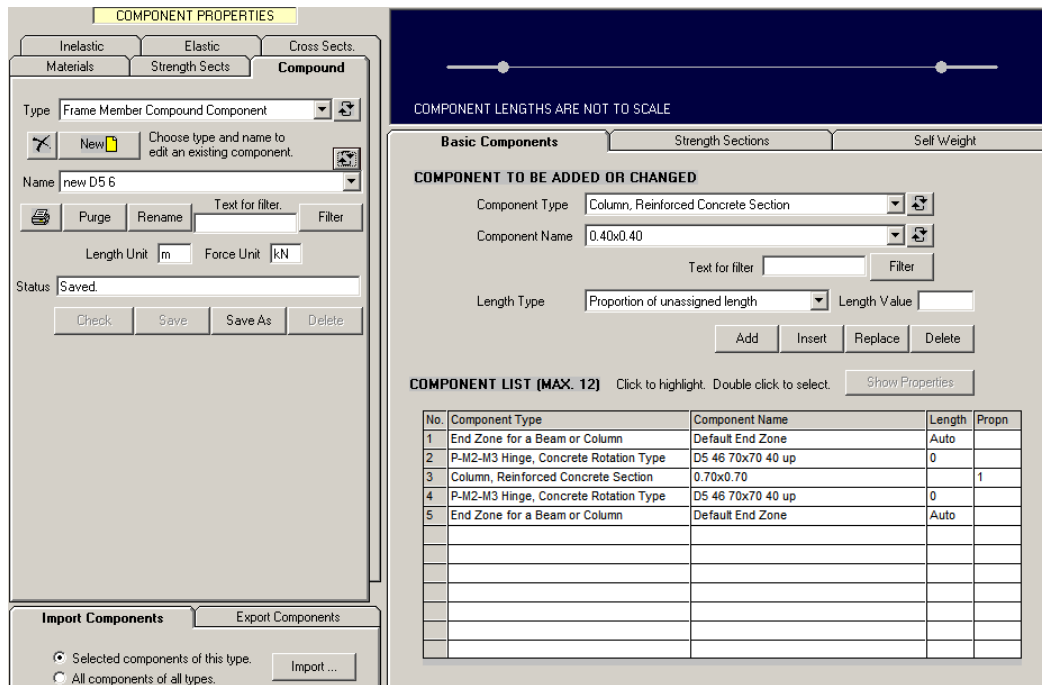 COMPONENT PROPERTIES
Inelastic Elastic Cross Sects.
Materials Strength Sects Compound
Type Frame Member Compound Component
New Choose type and name to
edit an existing component.
Name new D5 6
Purge Rename Text for filter. Filter
Length Unit m Force Unit kN
Status Saved.
Check Save Save As Delete
Import Components Export Components
Selected components of this type.
All components of all types.
Import ...
COMPONENT LENGTHS ARE NOT TO SCALE
Basic Components Strength Sections Self Weight
COMPONENT TO BE ADDED OR CHANGED
Component Type Column, Reinforced Concrete Section
Component Name 0.40x0.40
Text for filter Filter
Length Type Proportion of unassigned length Length Value
Add Insert Replace Delete
COMPONENT LIST (MAX. 12) Click to highlight. Double click to select. Show Properties
No. Component Type Component Name Length Propn
1 End Zone for a Beam or Column Default End Zone Auto
2 P-M2-M3 Hinge, Concrete Rotation Type D5 46 70x70 40 up 0
3 Column, Reinforced Concrete Section 0.70x0.70 1
4 P-M2-M3 Hinge, Concrete Rotation Type D5 46 70x70 40 up 0
5 End Zone for a Beam or Column Default End Zone Auto